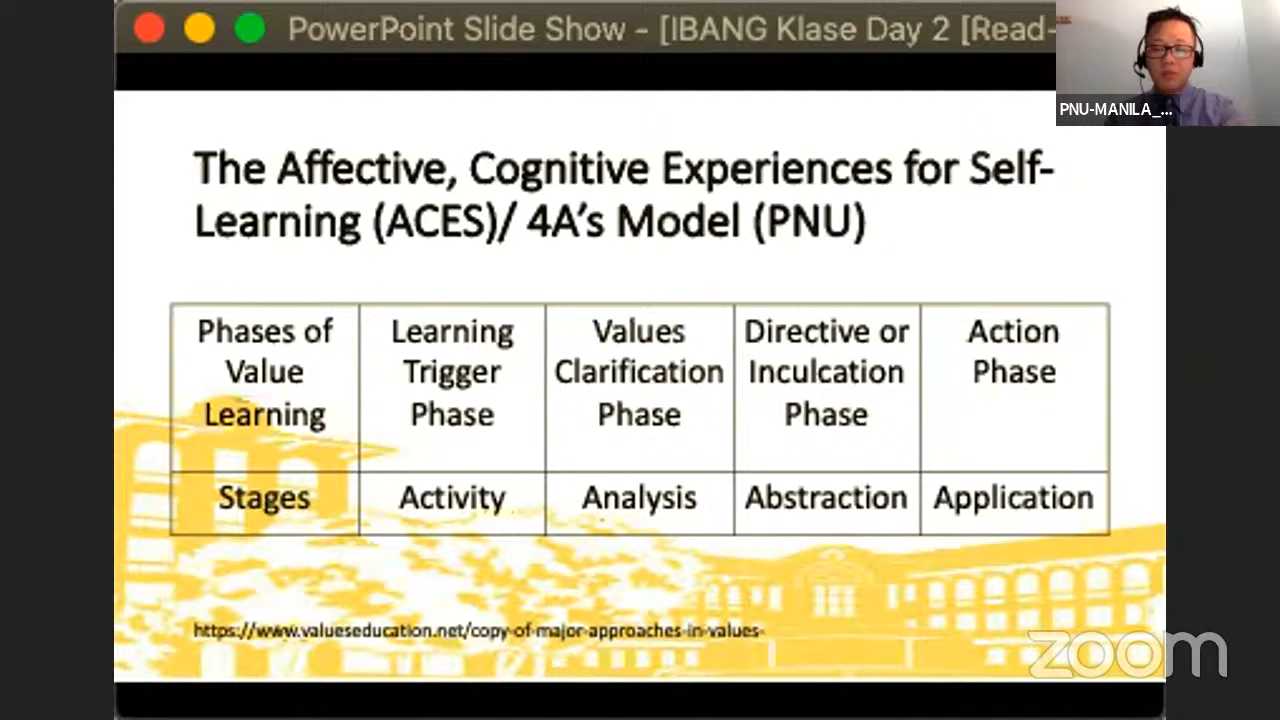 PowerPoint Slide Show - [IBANG Klase Day 2 [Read-
PNU-MANILA_...
The Affective, Cognitive Experiences for Self-
Learning (ACES)/ 4A's Model (PNU)
Phases of
Value
Learning
Learning
Trigger
Phase
Values
Clarification
Phase
Directive or
Inculcation
Phase
Action
Phase
Stages
Activity
Analysis
Abstraction
Application
https://www.valueseducation.net/copy-of-major-approaches-in-values-
zoom